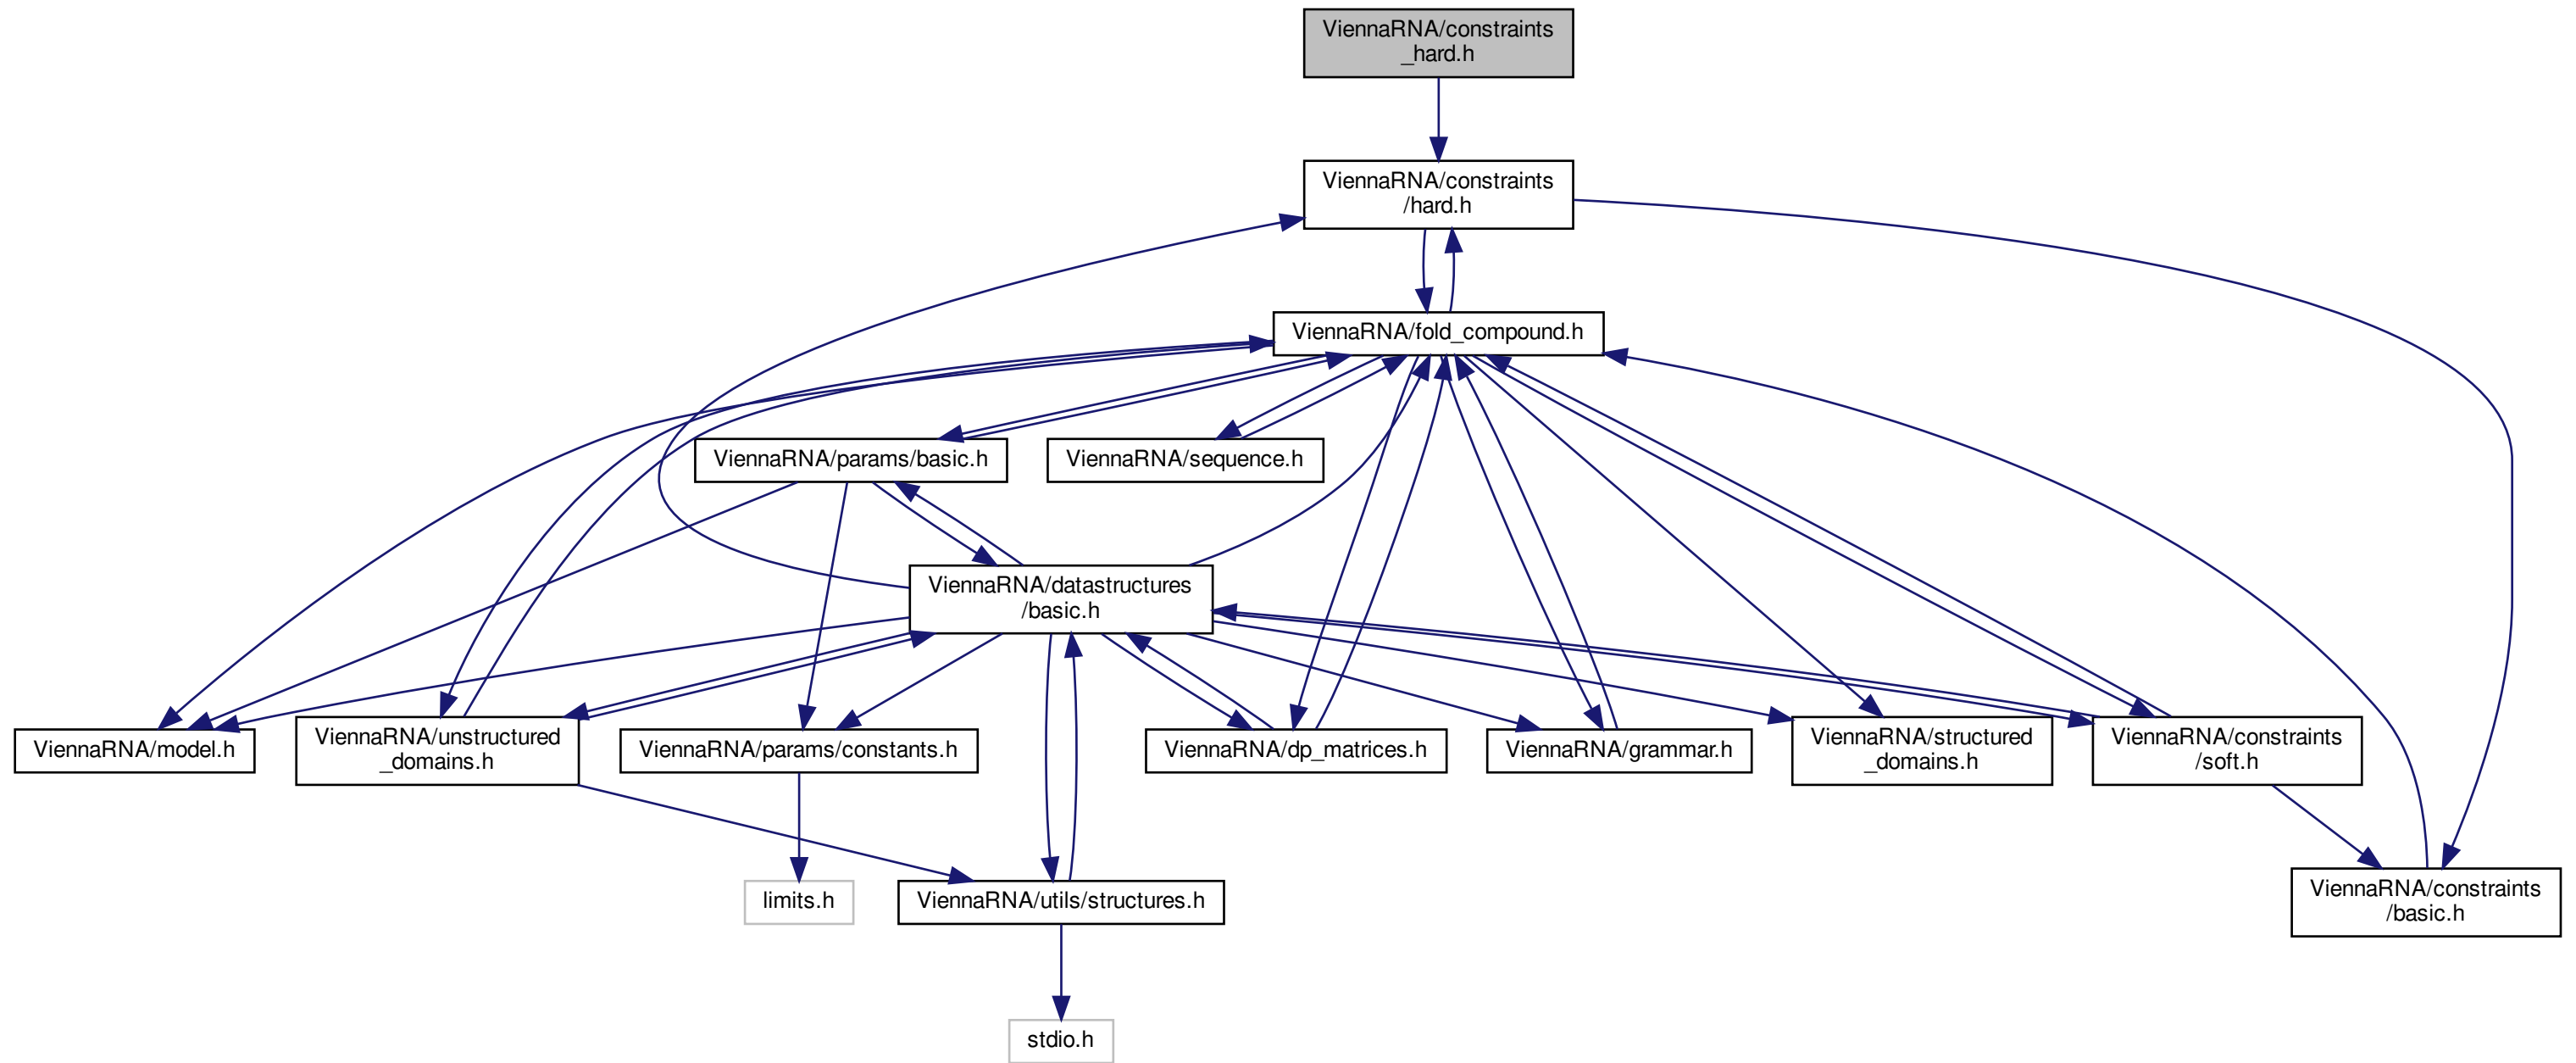 ViennaRNA/constraints
_hard.h
ViennaRNA/constraints
/hard.h
ViennaRNA/fold_compound.h
ViennaRNA/params/basic.h
ViennaRNA/sequence.h
ViennaRNA/datastructures
/basic.h
ViennaRNA/model.h
ViennaRNA/unstructured
_domains.h
ViennaRNA/params/constants.h
ViennaRNA/dp_matrices.h
ViennaRNA/grammar.h
ViennaRNA/structured
_domains.h
ViennaRNA/constraints
/soft.h
limits.h
ViennaRNA/utils/structures.h
ViennaRNA/constraints
/basic.h
stdio.h